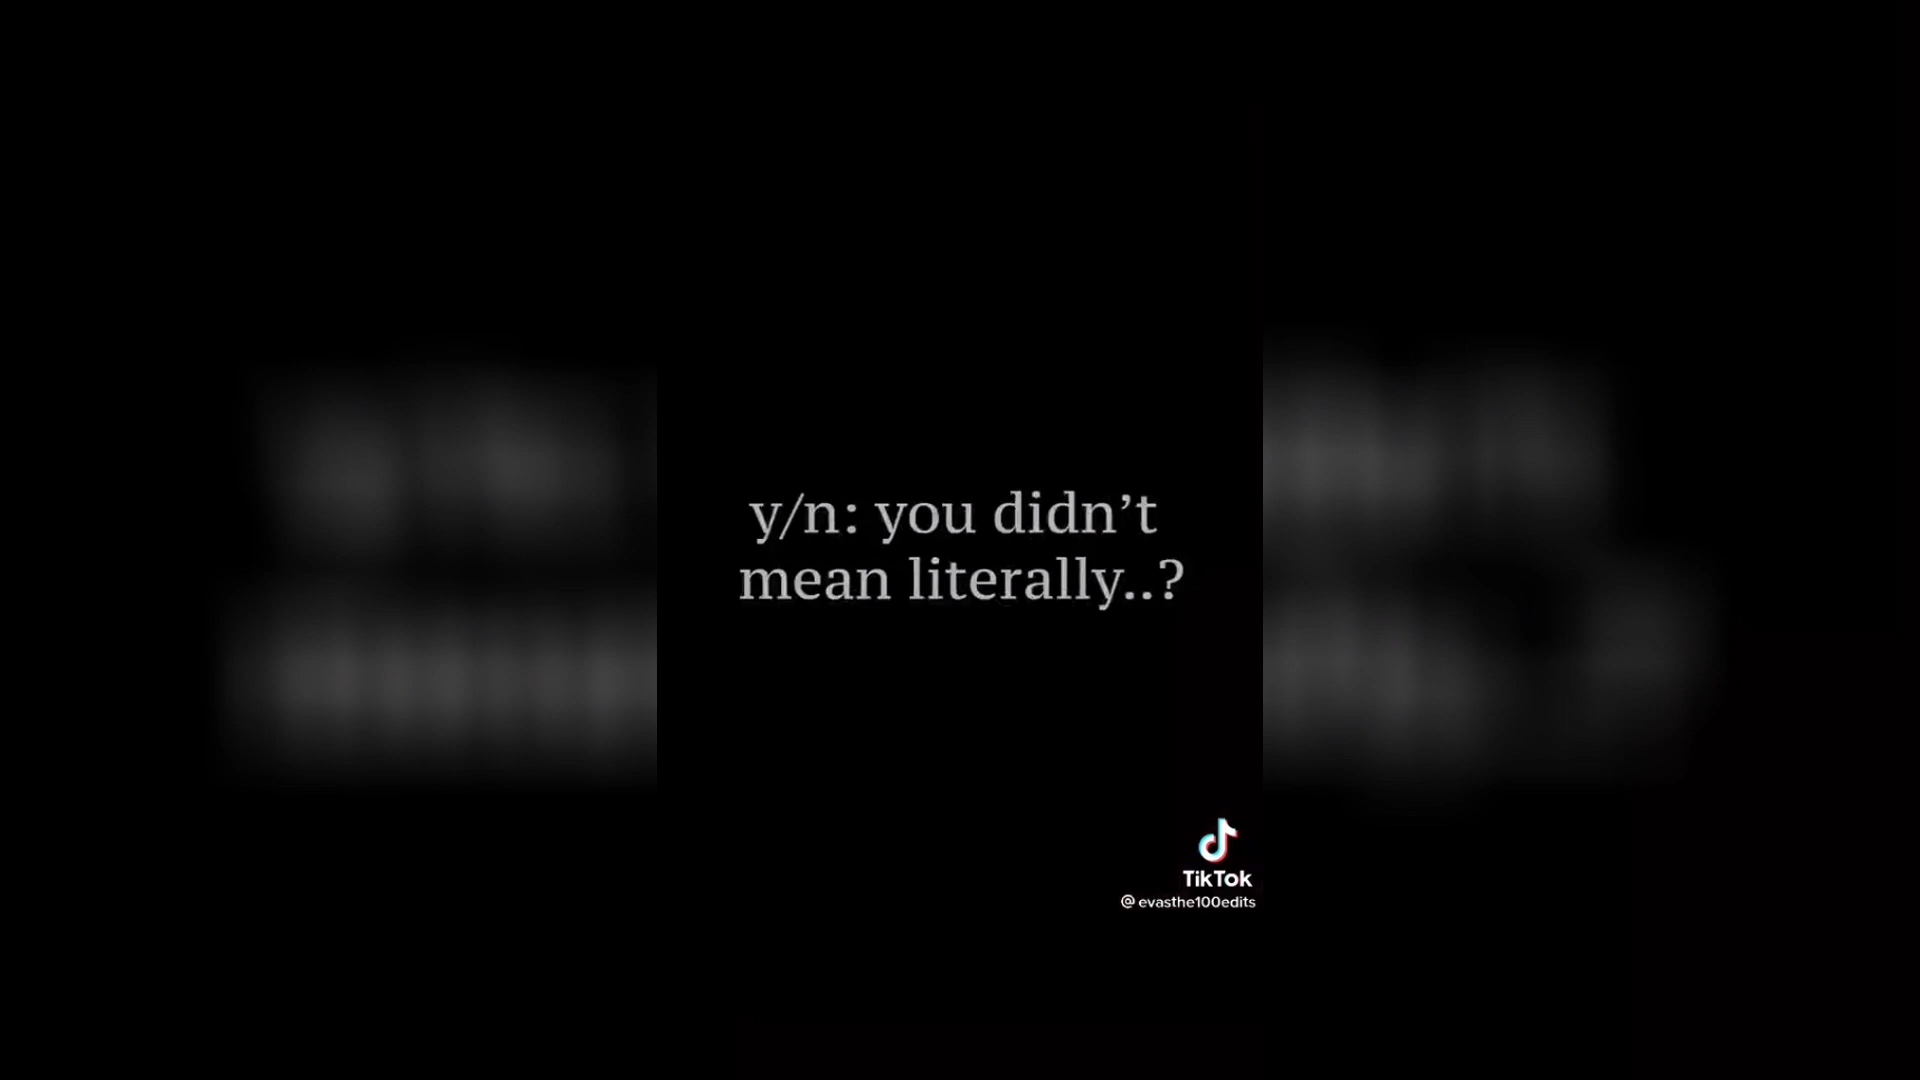 y/n: you didn’t
mean literally..?
TikTok
@evasthe100edits